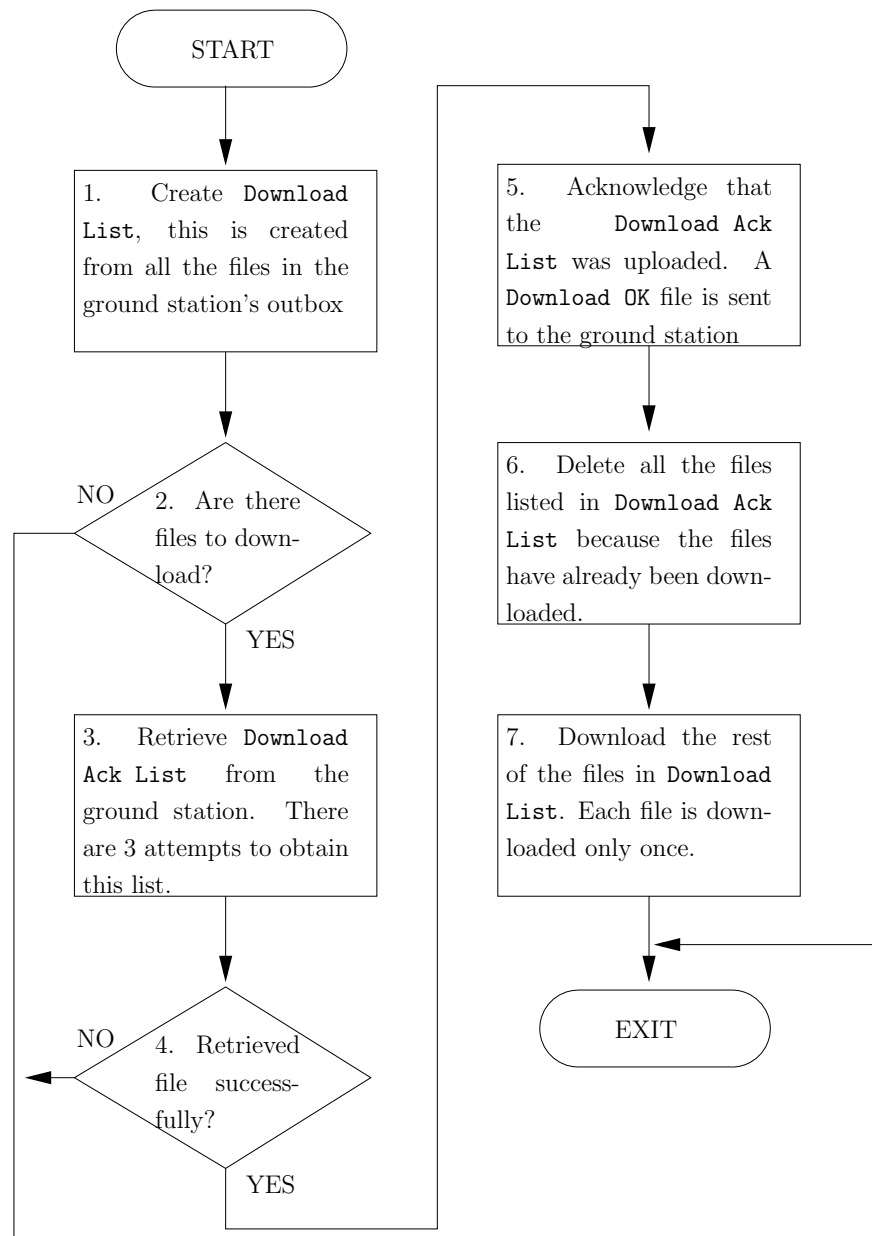 START
1. Create Download
List, this is created
from all the files in the
ground station's outbox
NO
2. Are there
files to down-
load?
YES
3. Retrieve Download
Ack List from the
ground station. There
are 3 attempts to obtain
this list.
NO
4. Retrieved
file success-
fully?
YES
5. Acknowledge that
the Download Ack
List was uploaded. A
Download OK file is sent
to the ground station
6. Delete all the files
listed in Download Ack
List because the files
have already been down-
loaded.
7. Download the rest
of the files in Download
List. Each file is down-
loaded only once.
EXIT